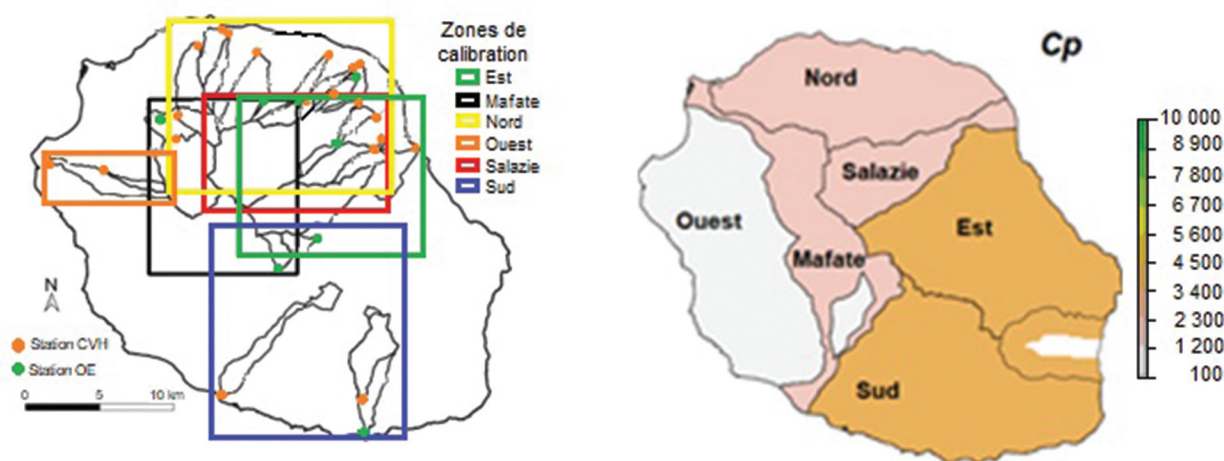 Zones de
calibration
Est
Mafate
Nord
Ouest
Salazie
Sud
N
Station CVH
Station OE
0 5 10 km
Cp
Nord
Salazie
Ouest
Est
Mafate
Sud
10 000
8 900
7 800
6 700
5 600
4 500
3 400
2 300
1 200
100